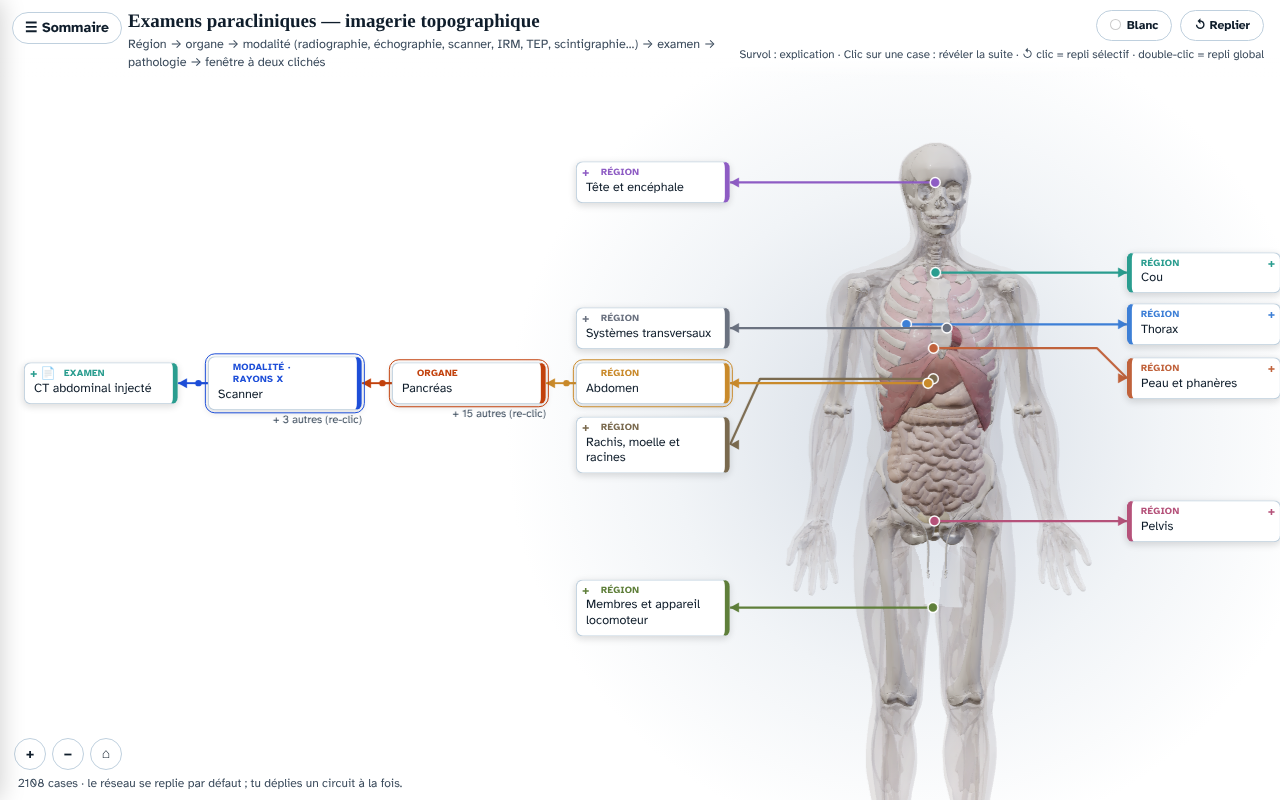 ☰ Sommaire
Examens paracliniques — imagerie topographique
Région → organe → modalité (radiographie, échographie, scanner, IRM, TEP, scintigraphie…) → examen →
pathologie → fenêtre à deux clichés
Blanc
↺ Replier
Survol : explication · Clic sur une case : révéler la suite · ↺ clic = repli sélectif · double-clic = repli global
+ RÉGION
Tête et encéphale
RÉGION +
Cou
+ RÉGION
Systèmes transversaux
RÉGION +
Thorax
+ 📄 EXAMEN
CT abdominal injecté
MODALITÉ ·
RAYONS X
Scanner
+ 3 autres (re-clic)
ORGANE
Pancréas
+ 15 autres (re-clic)
RÉGION
Abdomen
RÉGION +
Peau et phanères
+ RÉGION
Rachis, moelle et
racines
RÉGION +
Pelvis
+ RÉGION
Membres et appareil
locomoteur
+ − ⌂
2108 cases · le réseau se replie par défaut ; tu déplies un circuit à la fois.